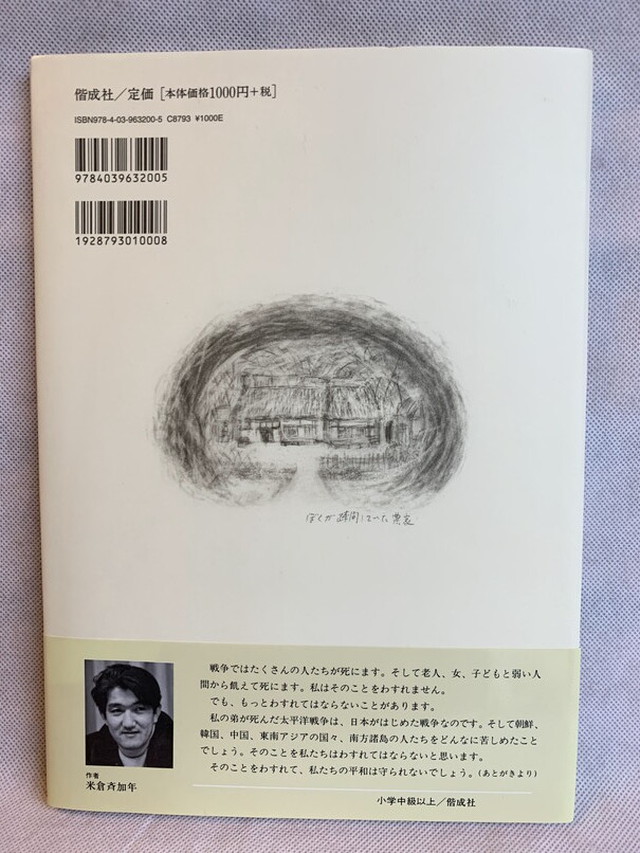 偕成社／定価［本体価格1000円＋税］
ISBN978-4-03-963200-5 C8793 ¥1000E
9784039632005
1928793010008
ぼくが疎開していた農家
戦争ではたくさんの人たちが死にます。そして老人、女、子どもと弱い人
間から飢えて死にます。私はそのことをわすれません。
でも、もっとわすれてはならないことがあります。
私の弟が死んだ太平洋戦争は、日本がはじめた戦争なのです。そして朝鮮、
韓国、中国、東南アジアの国々、南方諸島の人たちをどんなに苦しめたこと
でしょう。そのことを私たちはわすれてはならないと思います。
そのことをわすれて、私たちの平和は守られないでしょう。（あとがきより）
作者
米倉斉加年
小学中級以上／偕成社